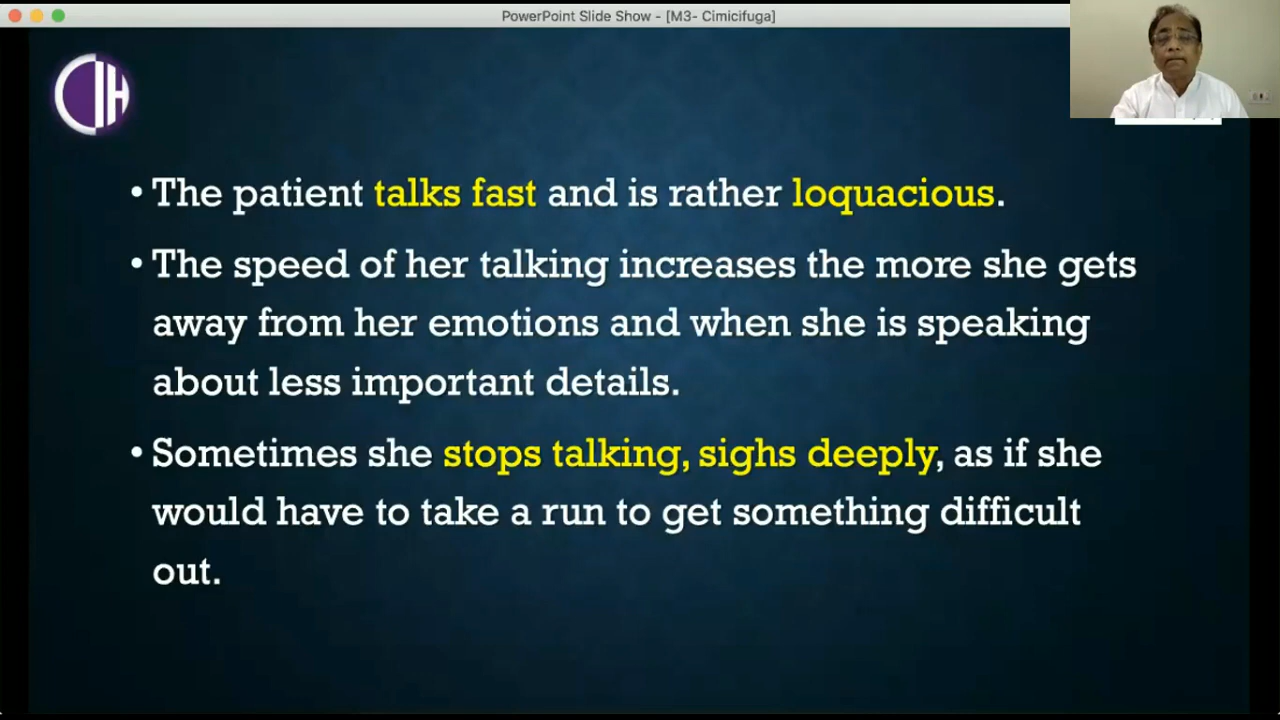 PowerPoint Slide Show - [M3- Cimicifuga]
CIH
• The patient talks fast and is rather loquacious.
• The speed of her talking increases the more she gets
away from her emotions and when she is speaking
about less important details.
• Sometimes she stops talking, sighs deeply, as if she
would have to take a run to get something difficult
out.